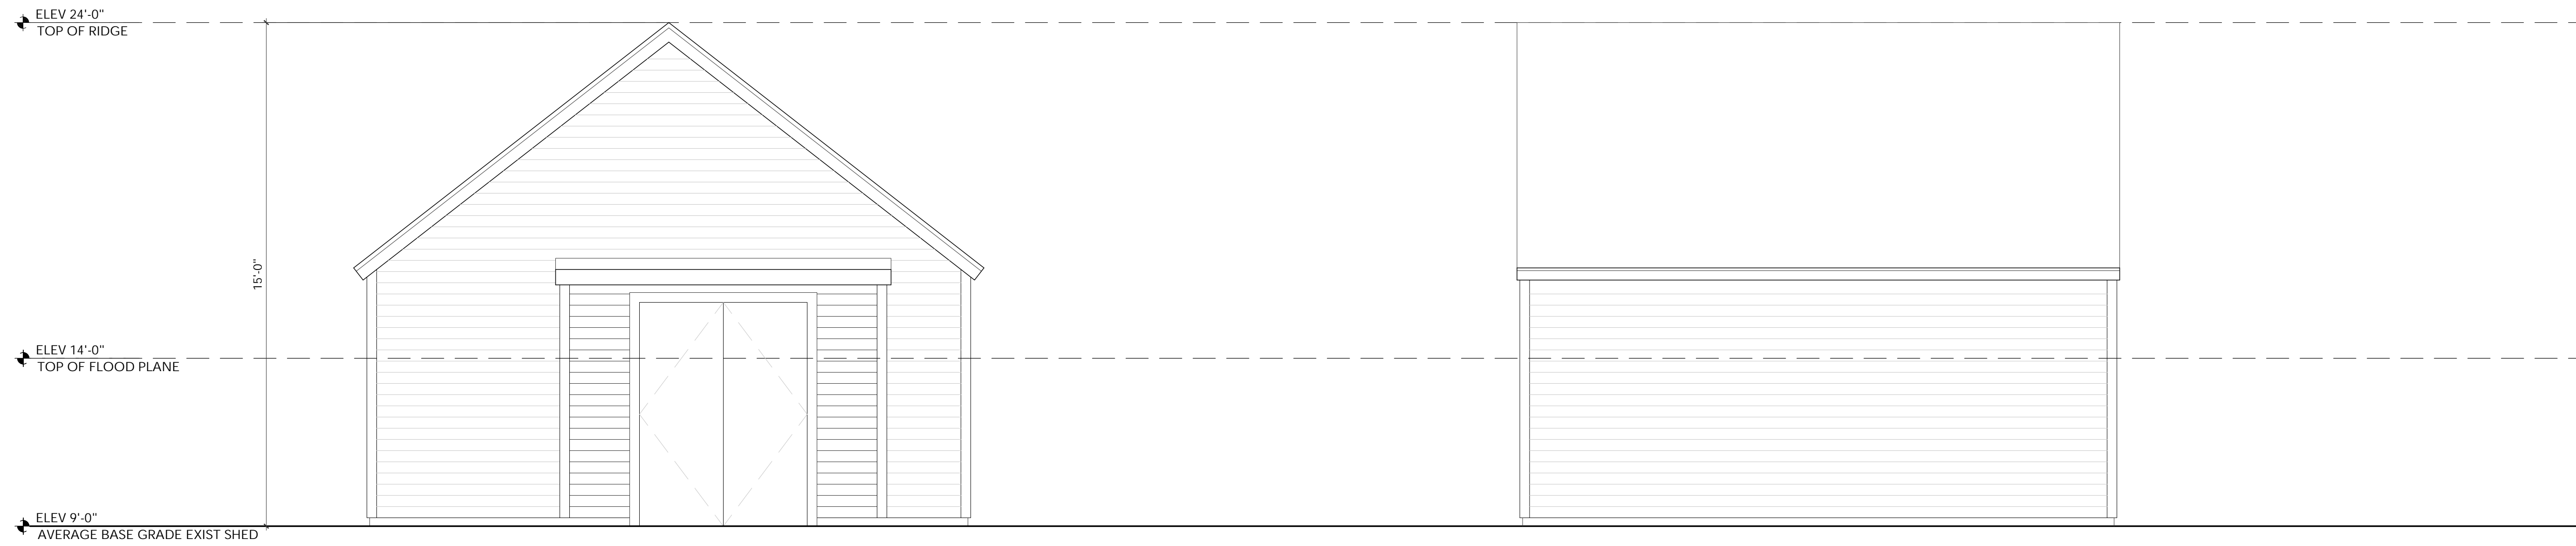 ELEV 24'-0"
TOP OF RIDGE
15'-0"
ELEV 14'-0"
TOP OF FLOOD PLANE
ELEV 9'-0"
AVERAGE BASE GRADE EXIST SHED